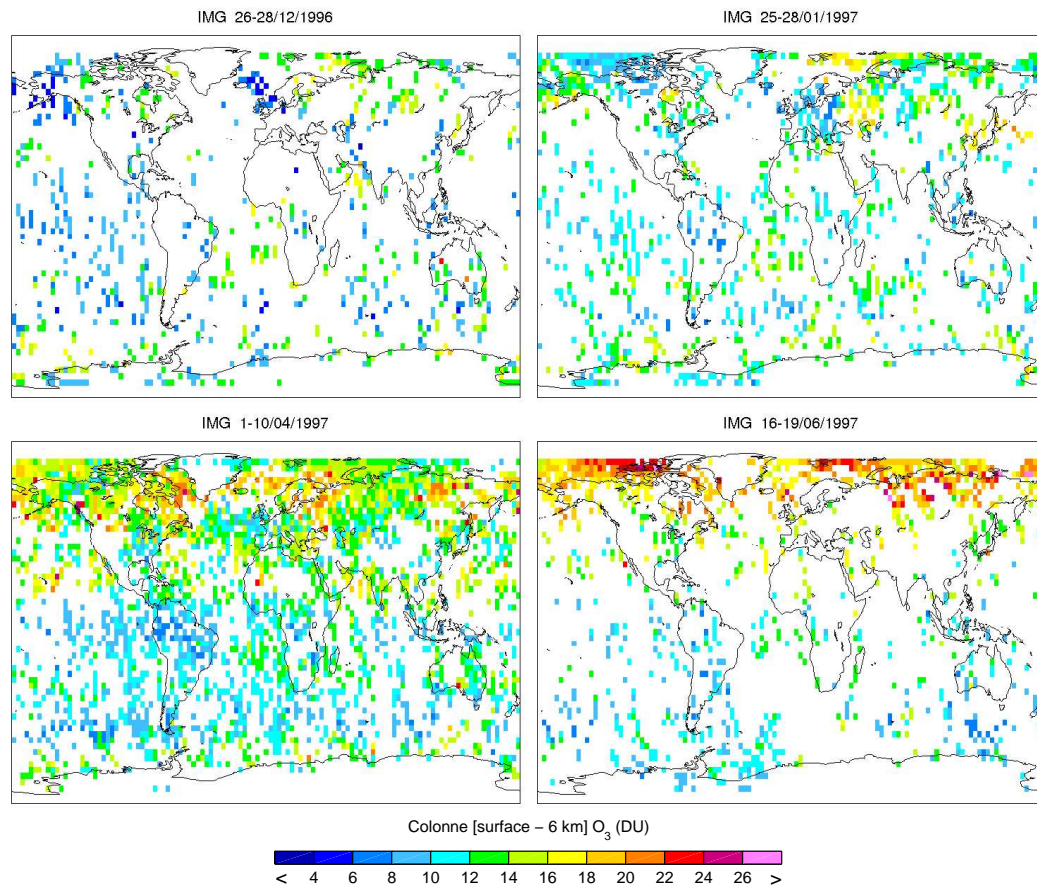 IMG 26-28/12/1996
IMG 25-28/01/1997
IMG 1-10/04/1997
IMG 16-19/06/1997
Colonne [surface – 6 km] O3 (DU)
< 4 6 8 10 12 14 16 18 20 22 24 26 >